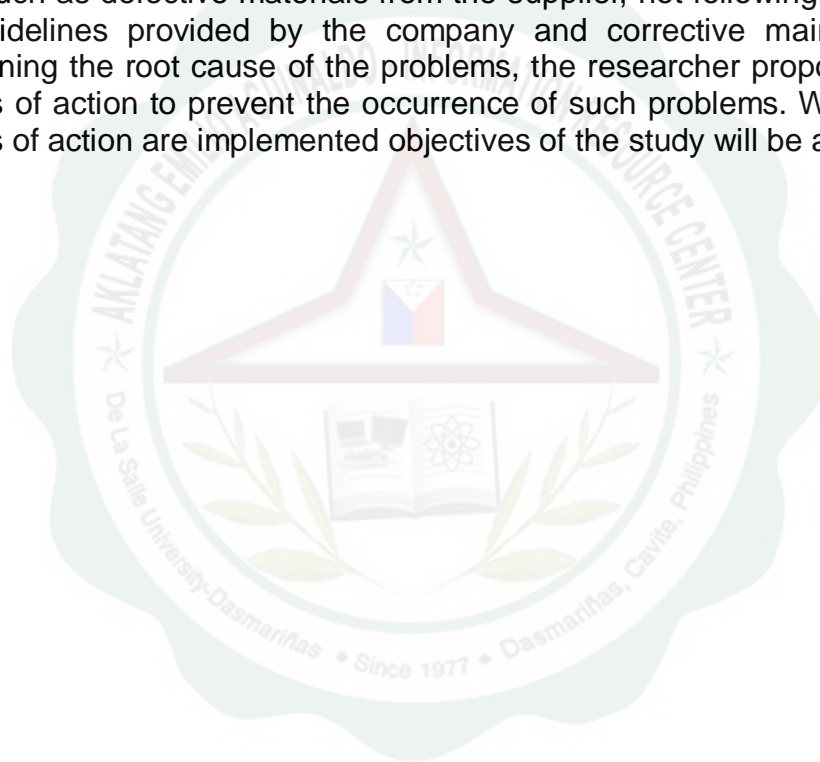 such as defective materials from the supplier, not following
idelines provided by the company and corrective main
ning the root cause of the problems, the researcher propo
s of action to prevent the occurrence of such problems. W
s of action are implemented objectives of the study will be a
AKLATANG EMILIO AGUINALDO INFORMATION RESOURCE CENTER
De La Salle University-Dasmariñas • Since 1977 • Dasmariñas, Cavite, Philippines